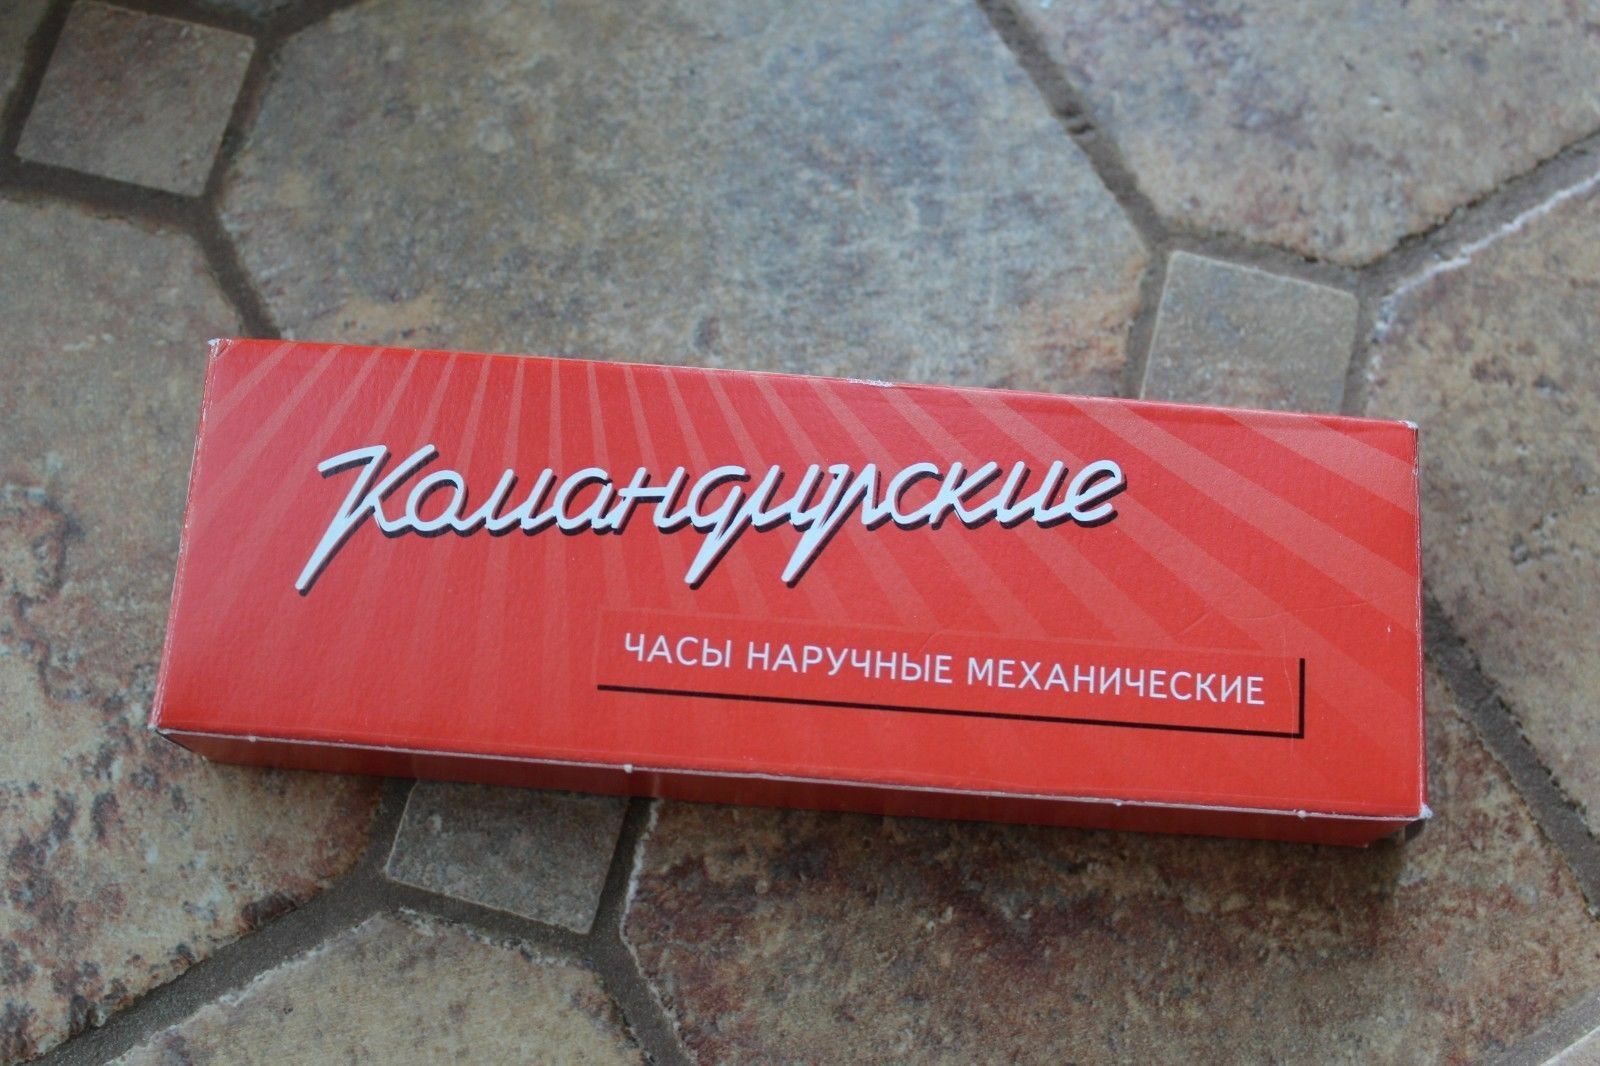 Командирские
ЧАСЫ НАРУЧНЫЕ МЕХАНИЧЕСКИЕ